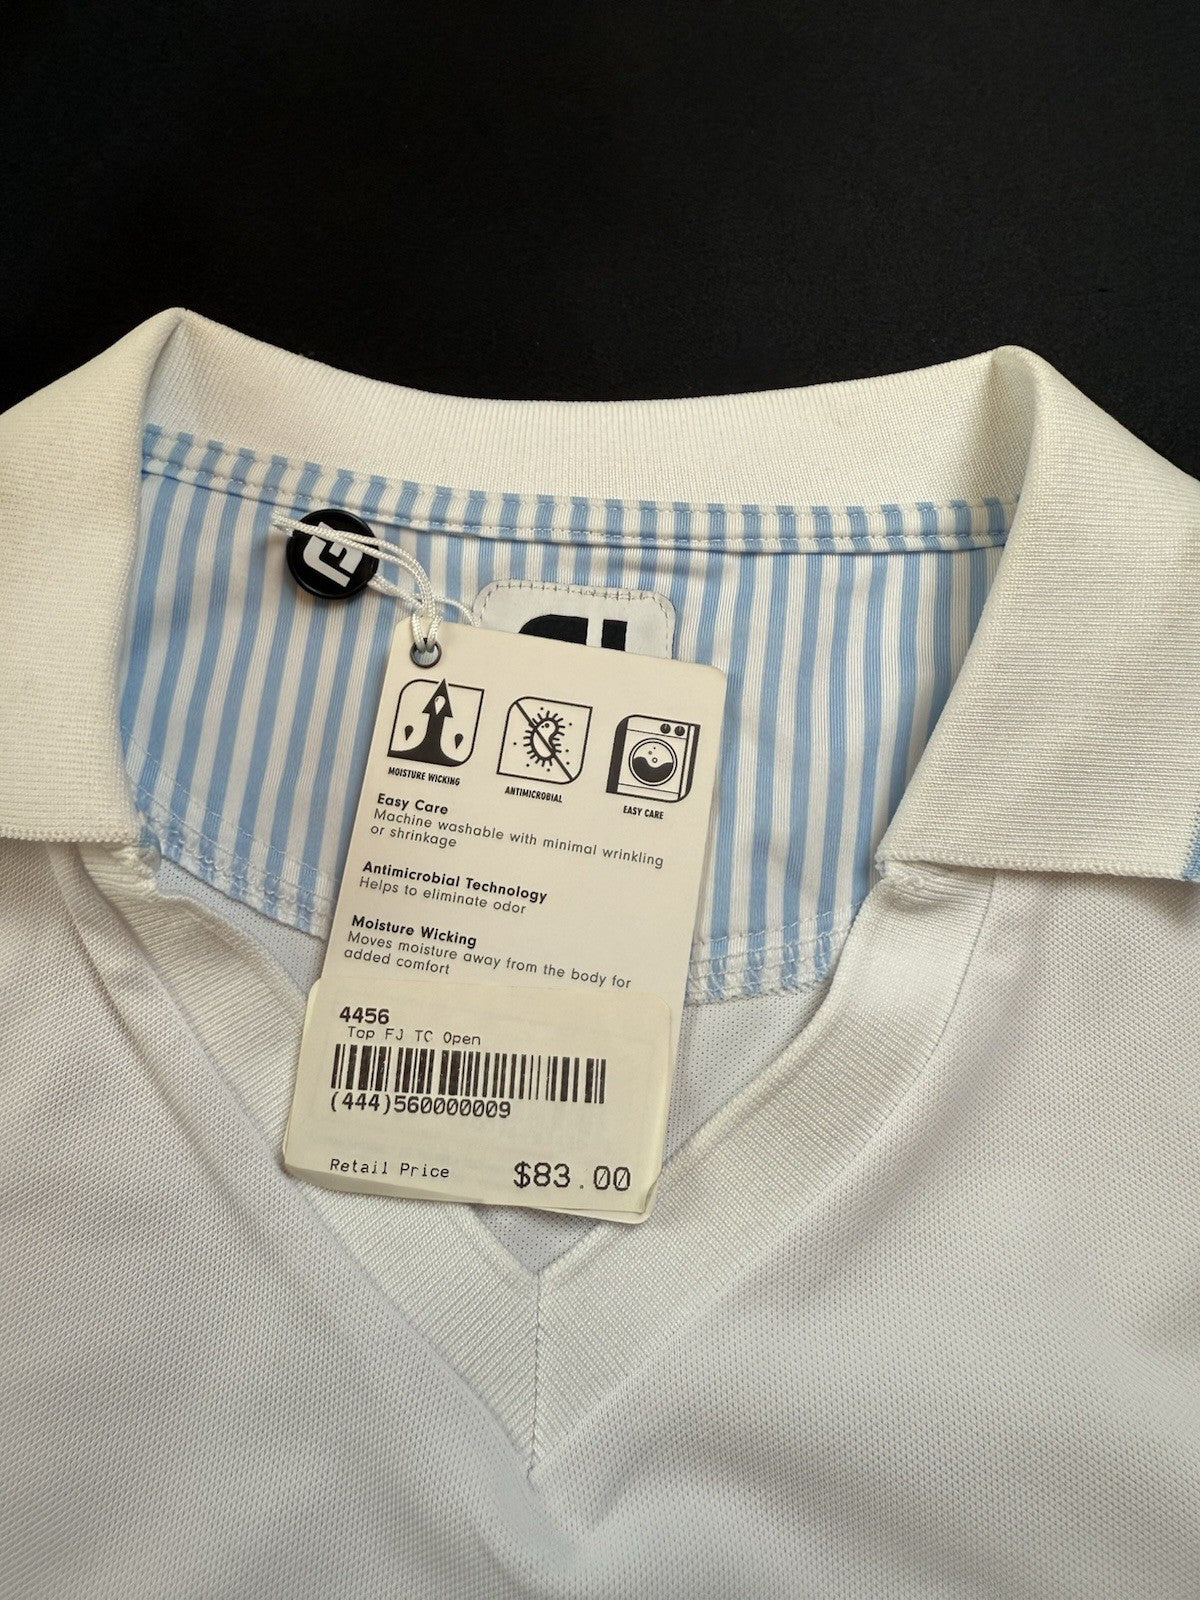 FJ
MOISTURE WICKING
ANTIMICROBIAL
EASY CARE
Easy Care
Machine washable with minimal wrinkling
or shrinkage
Antimicrobial Technology
Helps to eliminate odor
Moisture Wicking
Moves moisture away from the body for
added comfort
4456
Top FJ TC Open
(444)560000009
Retail Price $83.00